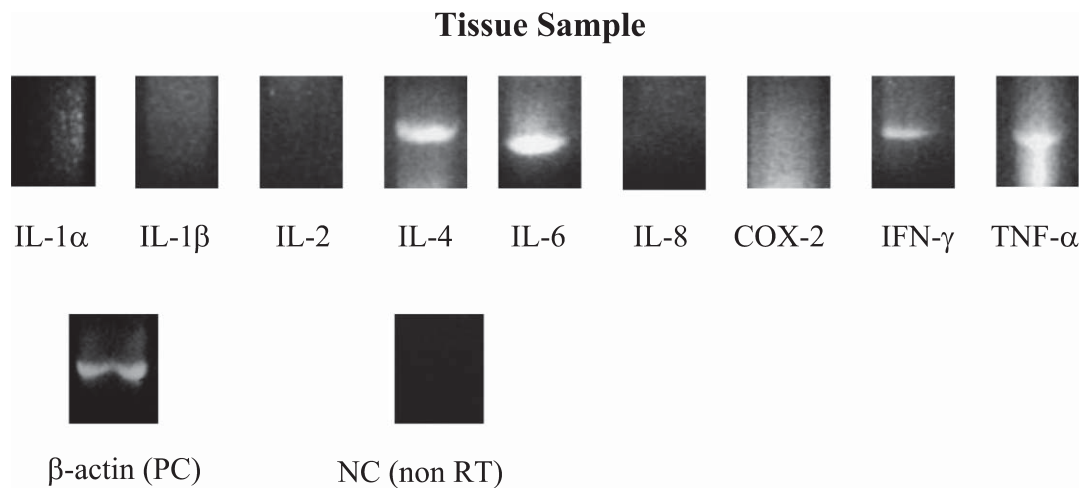 Tissue Sample
IL-1α IL-1β IL-2 IL-4 IL-6 IL-8 COX-2 IFN-γ TNF-α
β-actin (PC) NC (non RT)